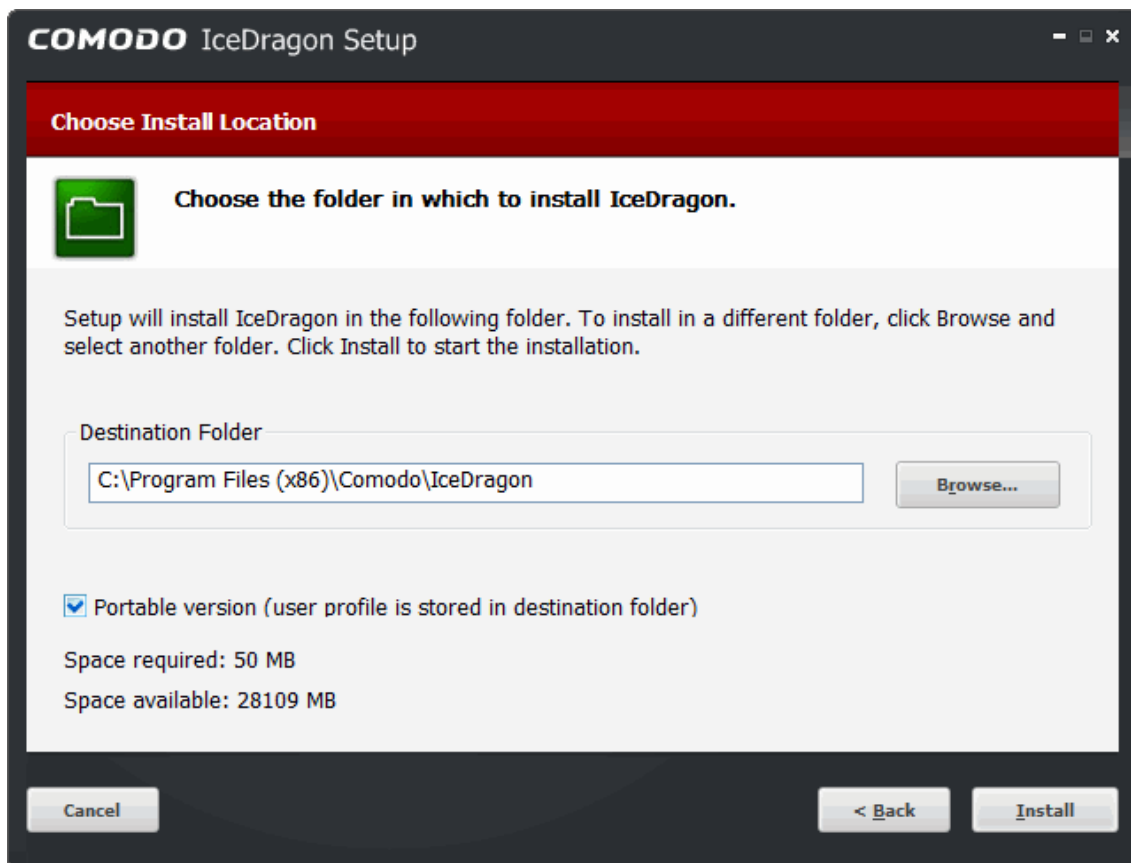 COMODO IceDragon Setup
Choose Install Location
Choose the folder in which to install IceDragon.
Setup will install IceDragon in the following folder. To install in a different folder, click Browse and
select another folder. Click Install to start the installation.
Destination Folder
C:\Program Files (x86)\Comodo\IceDragon
Browse...
Portable version (user profile is stored in destination folder)
Space required: 50 MB
Space available: 28109 MB
Cancel
< Back
Install